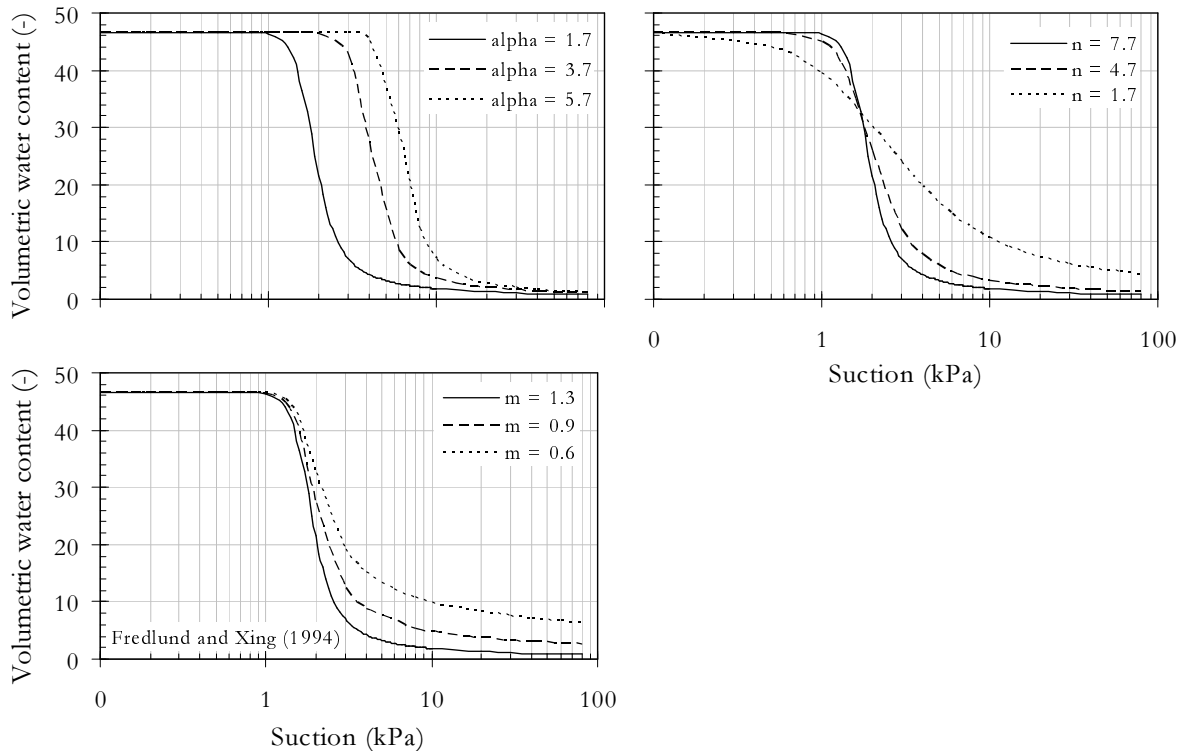 Volumetric water content (-)
50
40
30
20
10
0
alpha = 1.7
alpha = 3.7
alpha = 5.7
n = 7.7
n = 4.7
n = 1.7
0
1
10
100
Suction (kPa)
Volumetric water content (-)
50
40
30
20
10
0
m = 1.3
m = 0.9
m = 0.6
Fredlund and Xing (1994)
0
1
10
100
Suction (kPa)